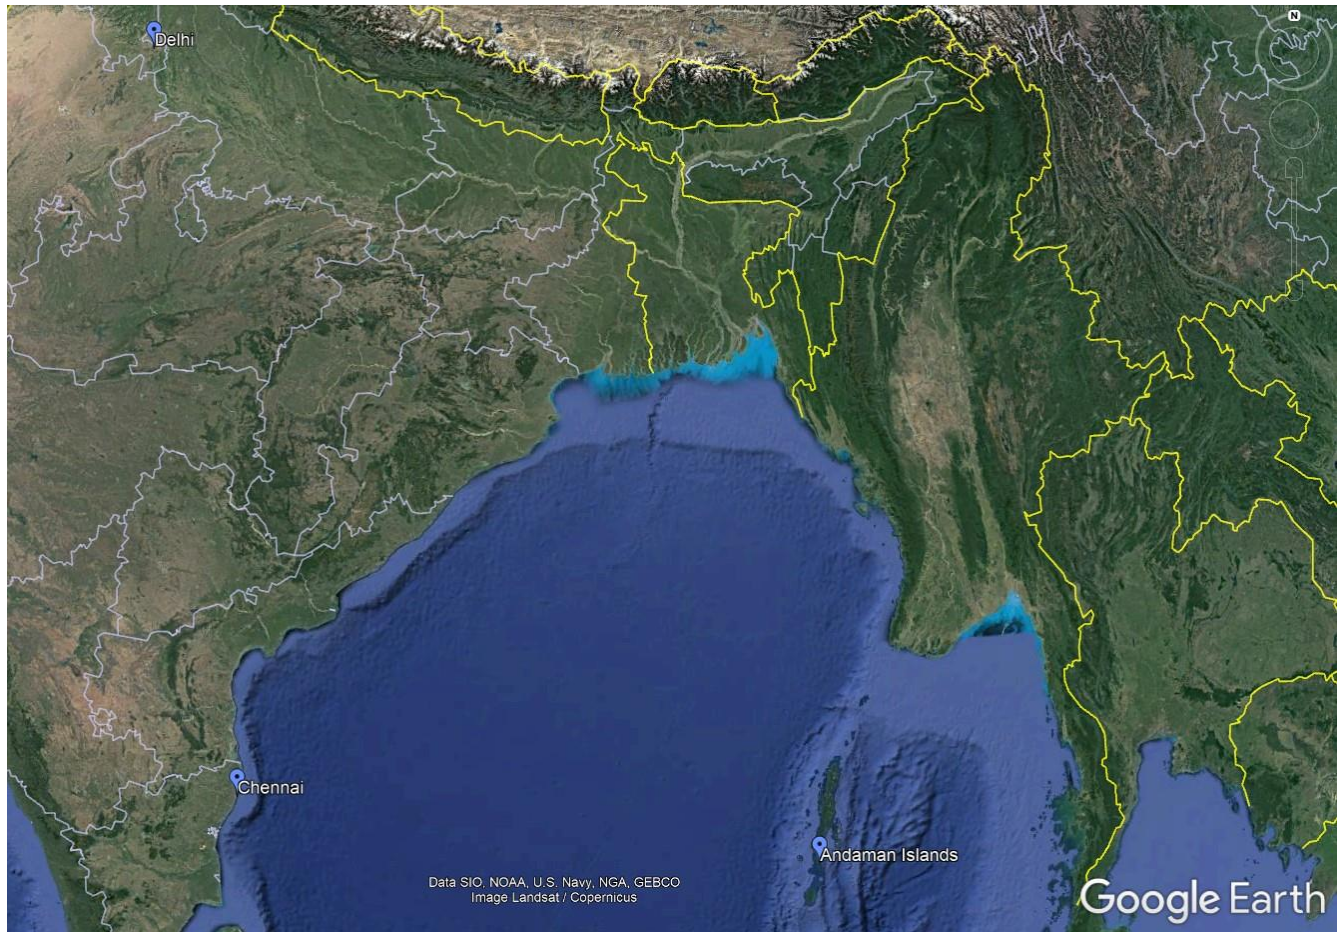 N
Delhi
Chennai
Andaman Islands
Data SIO, NOAA, U.S. Navy, NGA, GEBCO
Image Landsat / Copernicus
Google Earth